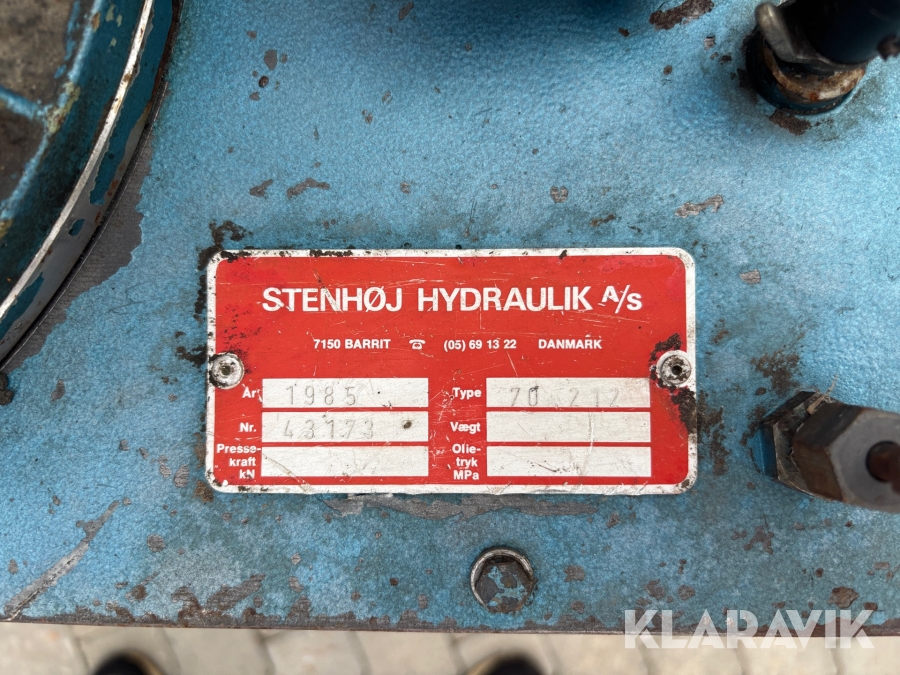 STENHØJ HYDRAULIK A/S
7150 BARRIT ☎ (05) 69 13 22 DANMARK
År 1985 Type 70 212
Nr. 43173 Vægt
Presse-
kraft
kN
Olie-
tryk
MPa
KLARAVIK